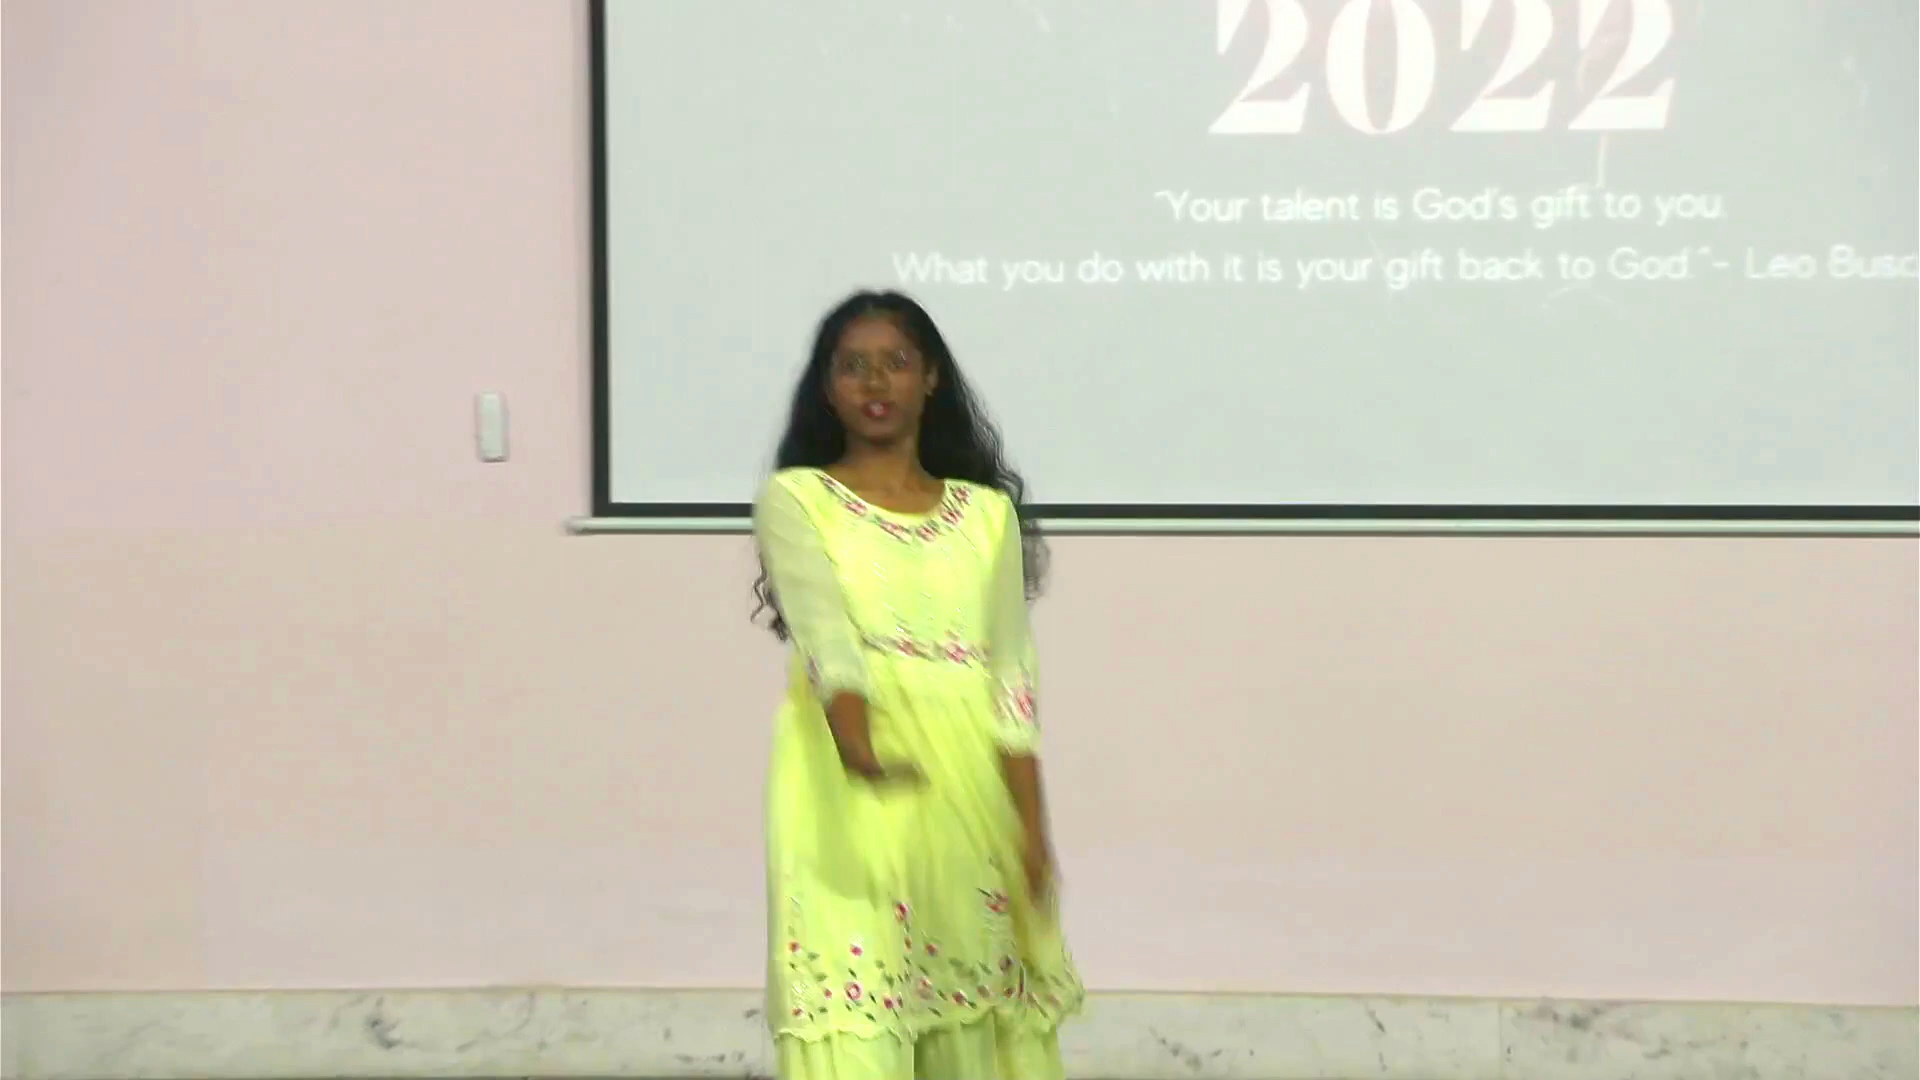 2022
"Your talent is God's gift to you.
What you do with it is your gift back to God."- Leo Busc